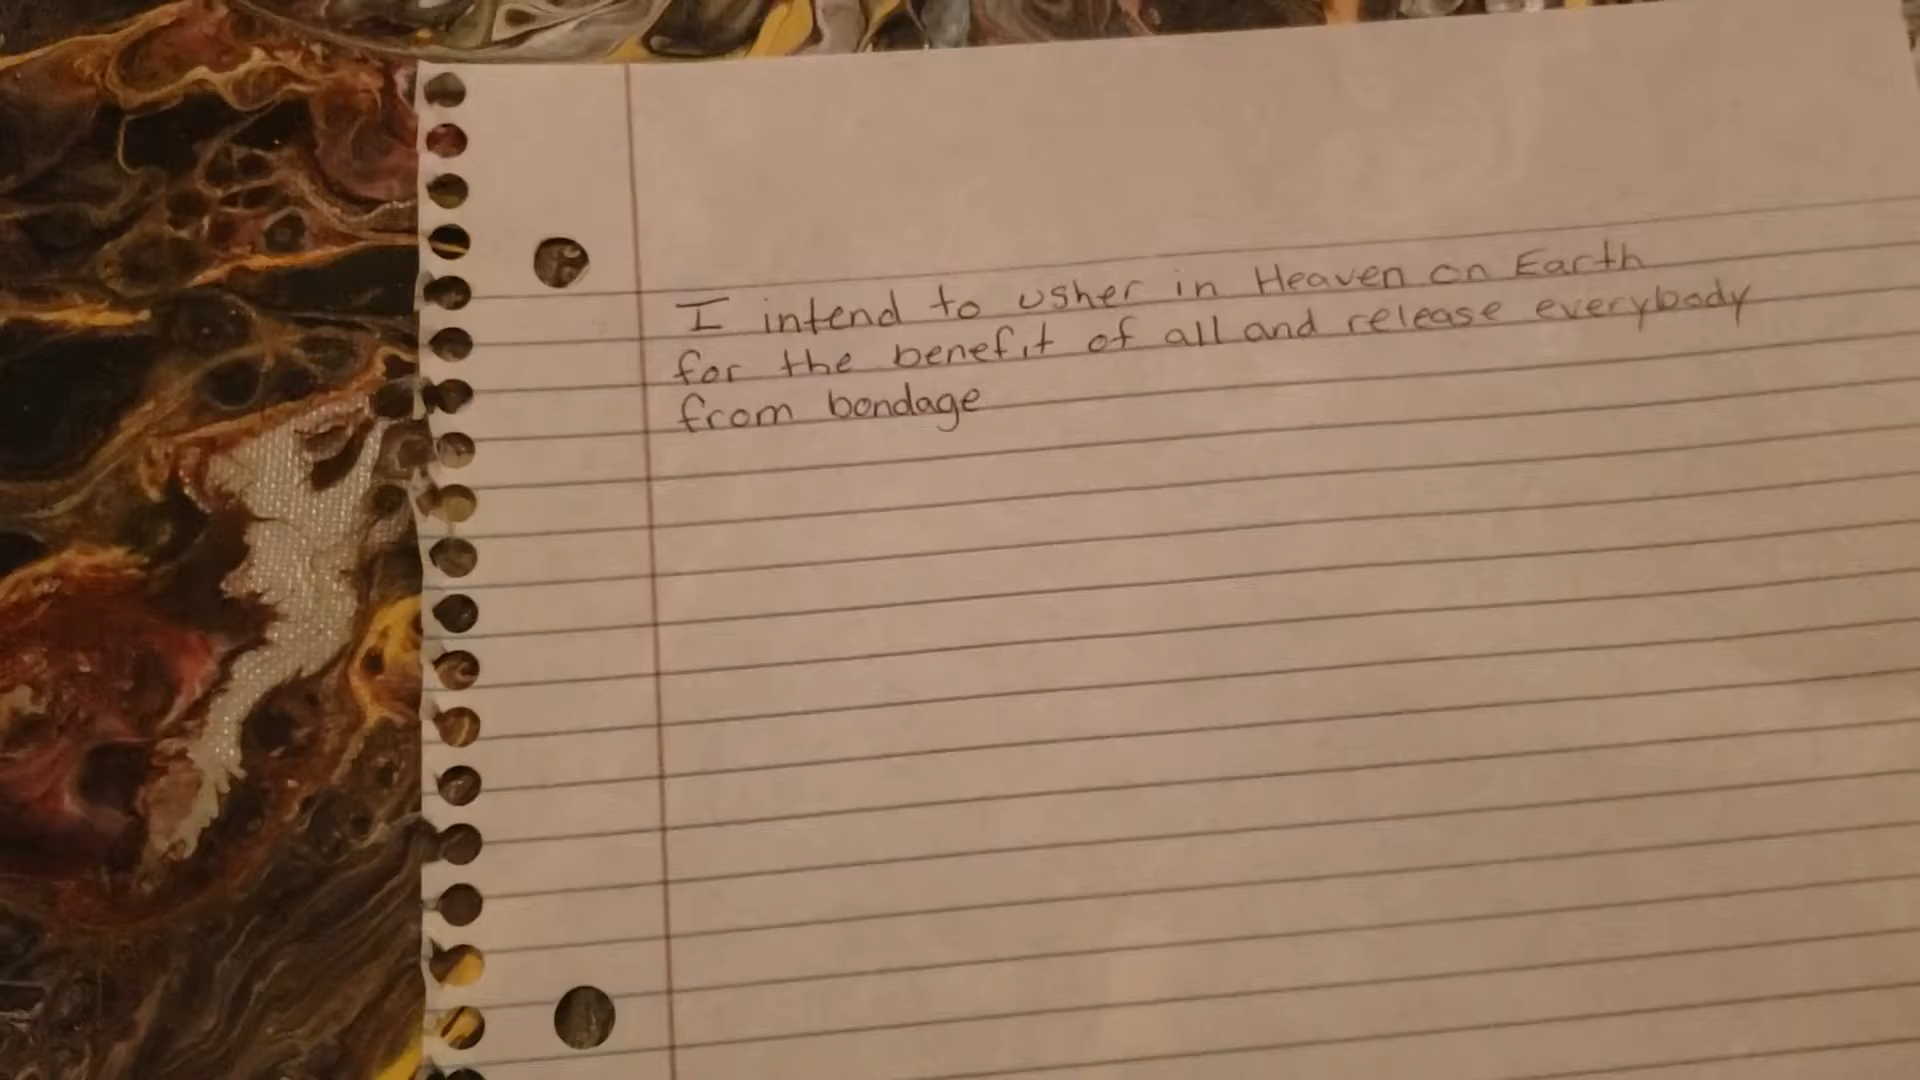 I intend to usher in Heaven on Earth
for the benefit of all and release everybody
from bondage